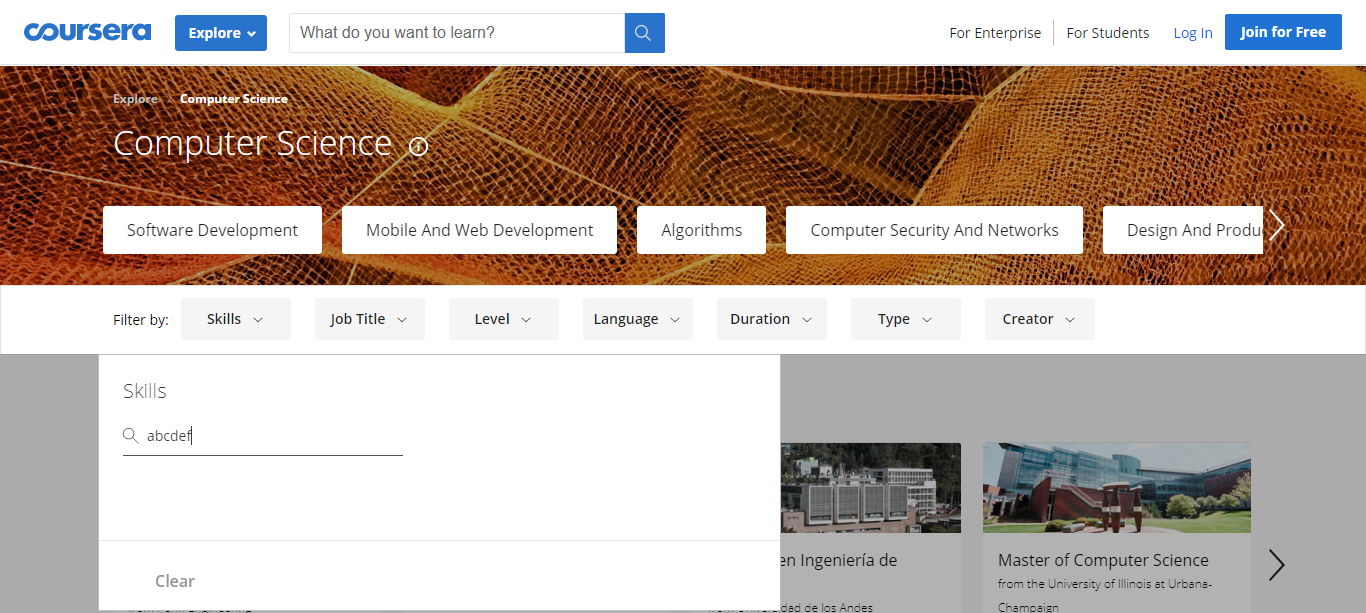 coursera
Explore
What do you want to learn?
For Enterprise
For Students
Log In
Join for Free
Explore
Computer Science
Computer Science
Software Development
Mobile And Web Development
Algorithms
Computer Security And Networks
Design And Produ
Filter by:
Skills
Job Title
Level
Language
Duration
Type
Creator
Skills
abcdef
Clear
en Ingeniería de
dad de los Andes
Master of Computer Science
from the University of Illinois at Urbana-
Champaign